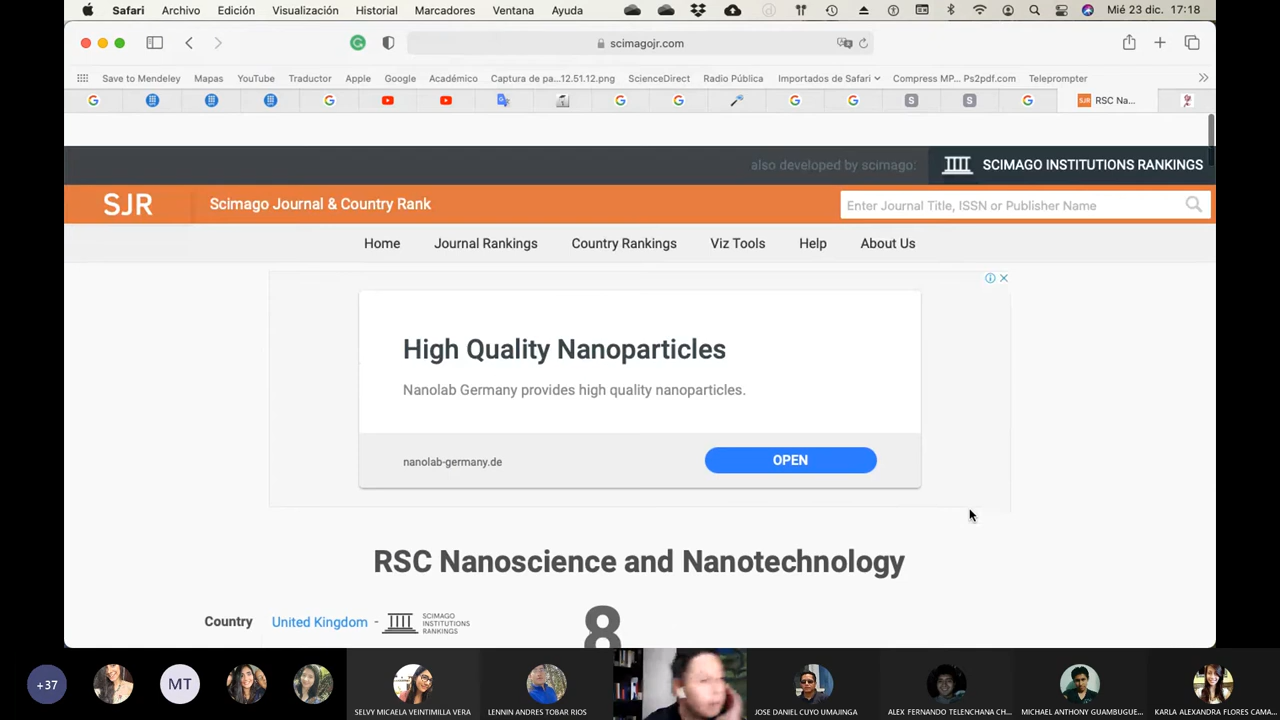 Safari Archivo Edición Visualización Historial Marcadores Ventana Ayuda Mié 23 dic. 17:18
scimagojr.com
Save to Mendeley Mapas YouTube Traductor Apple Google Académico Captura de pa...12.51.12.png ScienceDirect Radio Pública Importados de Safari Compress MP... Ps2pdf.com Teleprompter
S S SJR RSC Na...
also developed by scimago: SCIMAGO INSTITUTIONS RANKINGS
SJR Scimago Journal & Country Rank Enter Journal Title, ISSN or Publisher Name
Home Journal Rankings Country Rankings Viz Tools Help About Us
High Quality Nanoparticles
Nanolab Germany provides high quality nanoparticles.
nanolab-germany.de OPEN
RSC Nanoscience and Nanotechnology
Country United Kingdom - SCIMAGO INSTITUTIONS RANKINGS 8
+37 MT
SELVY MICAELA VEINTIMILLA VERA LENNIN ANDRES TOBAR RIOS JOSE DANIEL CUYO UMAJINGA ALEX FERNANDO TELENCHANA CH... MICHAEL ANTHONY GUAMBUGUE... KARLA ALEXANDRA FLORES CAMA...